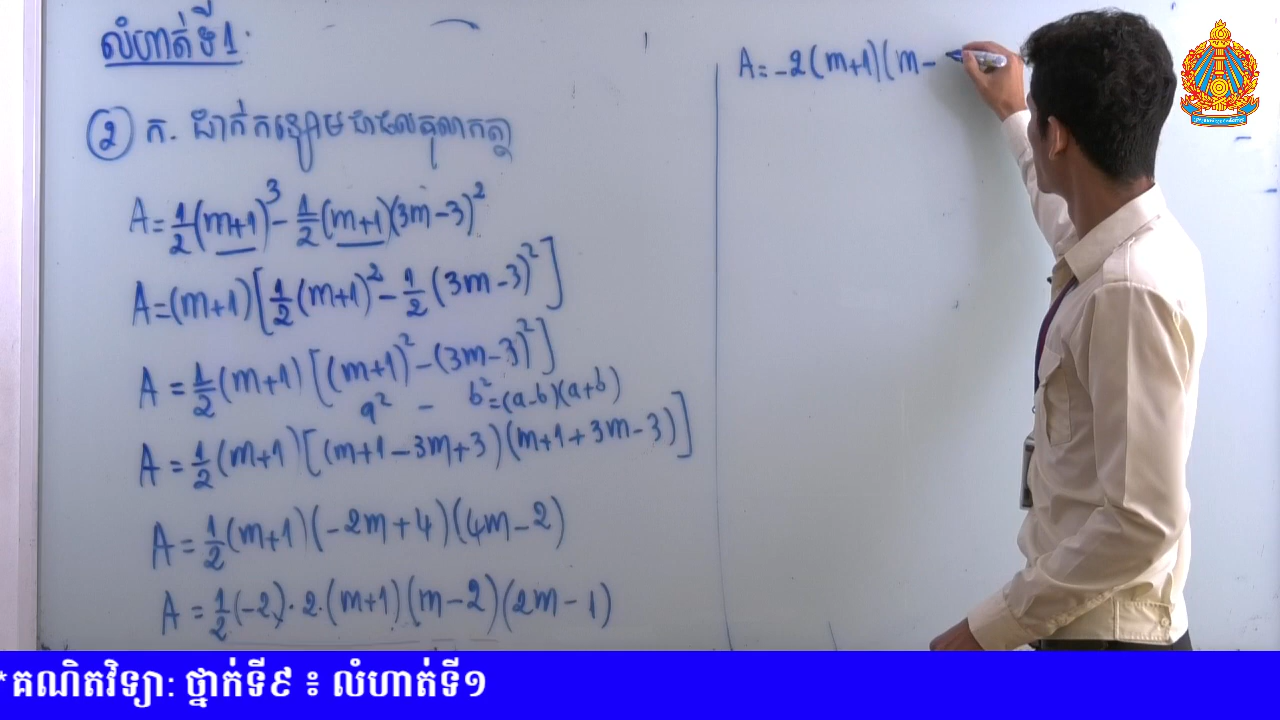 លំហាត់ទី1.
2 ក. ដាក់កន្សោមជាផលគុណកត្តា
A = 1/2 (m+1)³ - 1/2 (m+1)(3m-3)²
A = (m+1)[1/2 (m+1)² - 1/2 (3m-3)²]
A = 1/2 (m+1)[(m+1)² - (3m-3)²]
a² - b² = (a-b)(a+b)
A = 1/2 (m+1)[(m+1-3m+3)(m+1+3m-3)]
A = 1/2 (m+1)(-2m+4)(4m-2)
A = 1/2 (-2)·2·(m+1)(m-2)(2m-1)
A = -2(m+1)(m-
*គណិតវិទ្យា: ថ្នាក់ទី៩ ៖ លំហាត់ទី១